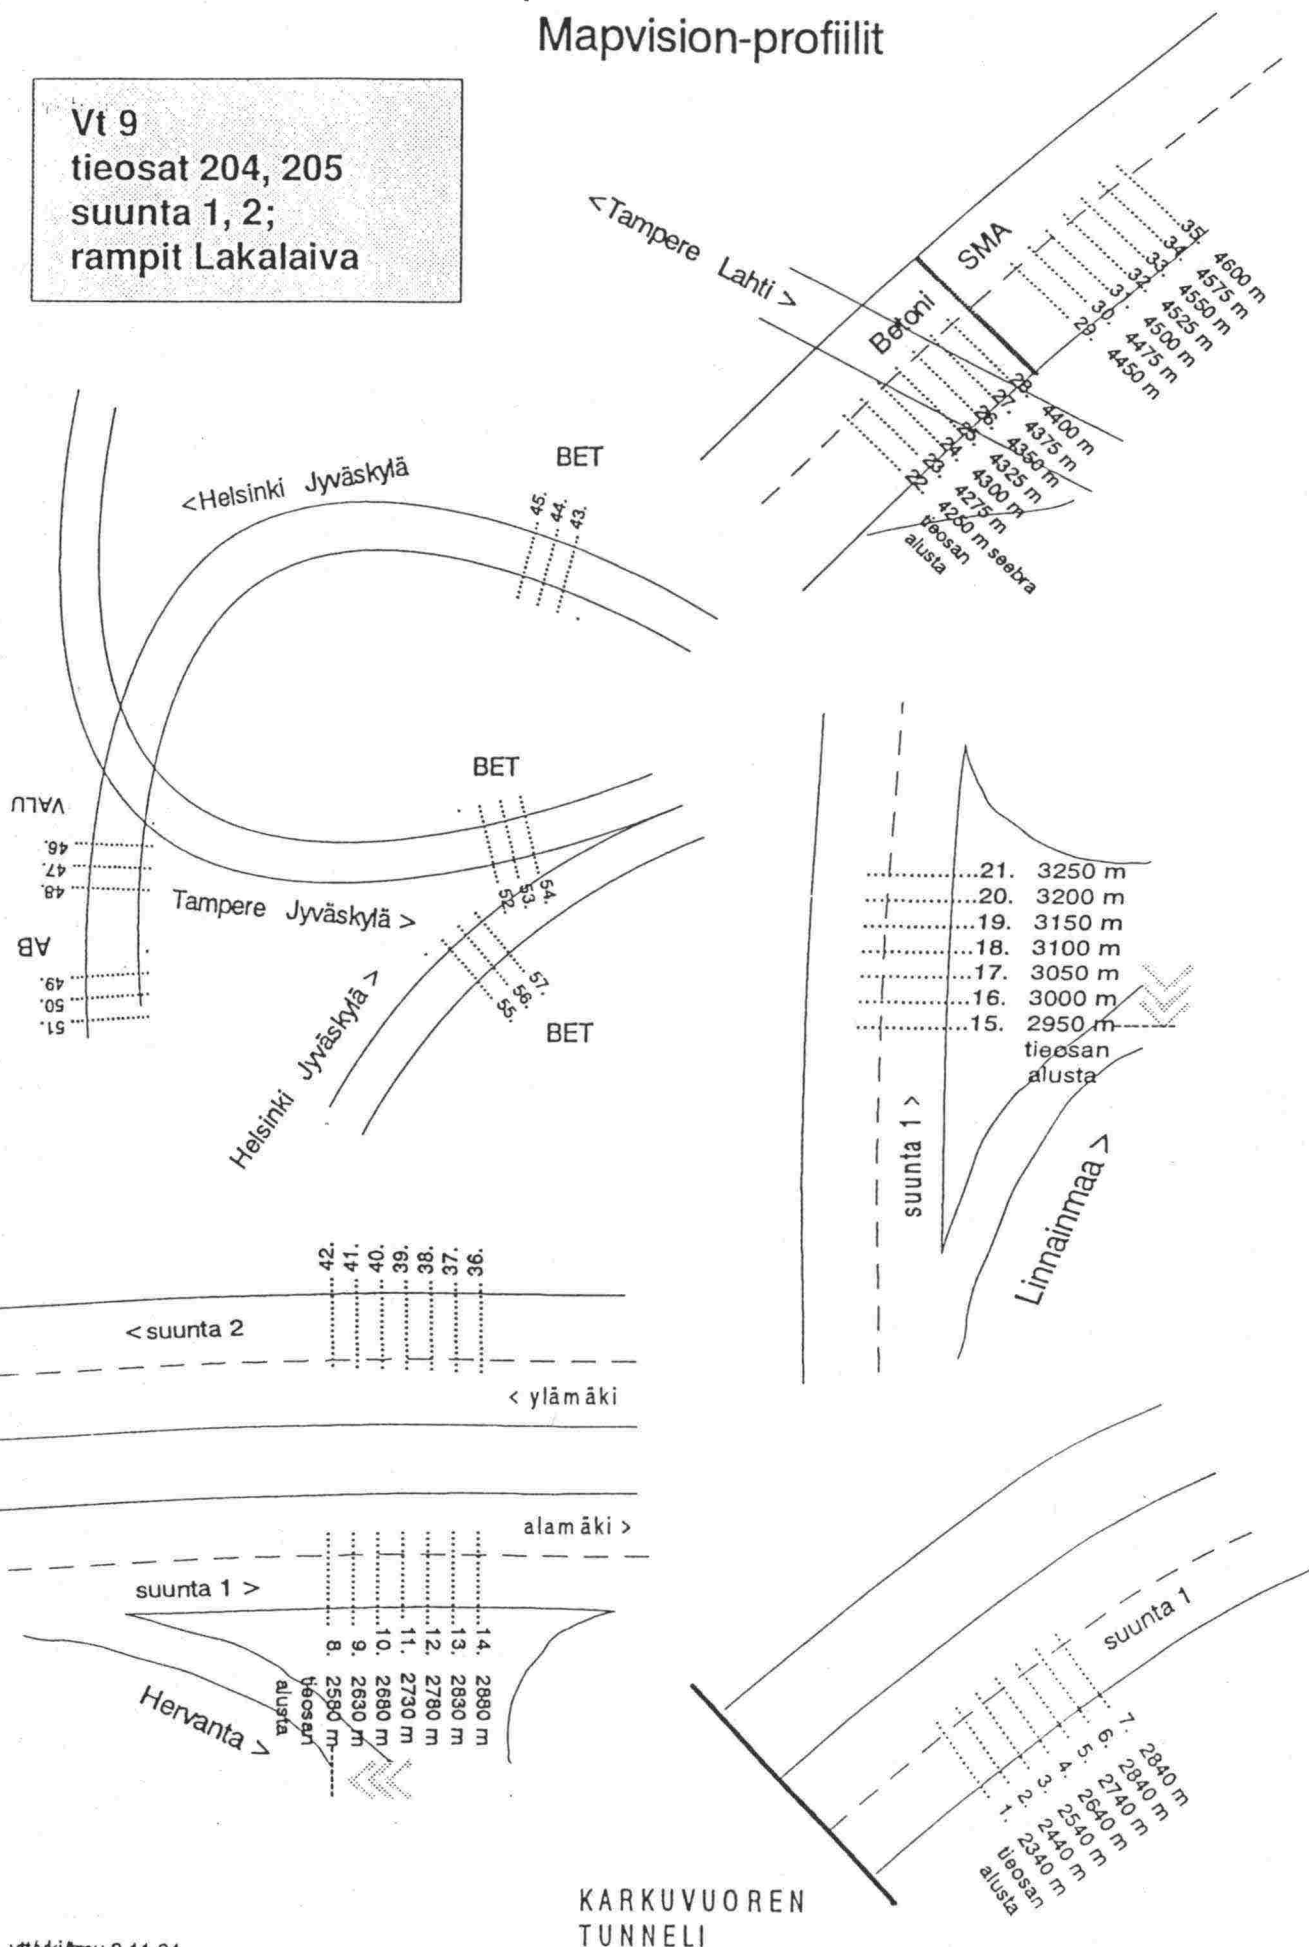 Mapvision-profiilit
Vt 9
tieosat 204, 205
suunta 1, 2;
rampit Lakalaiva
<Tampere Lahti >
SMA
Betoni
35. 4600 m
34. 4575 m
33. 4550 m
32. 4525 m
31. 4500 m
30. 4475 m
29. 4450 m
28. 4400 m
27. 4375 m
26. 4350 m
25. 4325 m
24. 4300 m
23. 4275 m
22. 4250 m seebra
tieosan
alusta
<Helsinki Jyväskylä
BET
45.
44.
43.
BET
52.
53.
54.
VALU
46.
47.
48.
Tampere Jyväskylä >
AB
49.
50.
51.
Helsinki Jyväskylä >
57.
56.
55.
BET
21. 3250 m
20. 3200 m
19. 3150 m
18. 3100 m
17. 3050 m
16. 3000 m
15. 2950 m
tieosan
alusta
suunta 1 >
Linnainmaa >
42.
41.
40.
39.
38.
37.
36.
<suunta 2
< ylämäki
alamäki >
suunta 1 >
8. 2580 m
9. 2630 m
10. 2680 m
11. 2730 m
12. 2780 m
13. 2830 m
14. 2880 m
tieosan
alusta
Hervanta >
suunta 1
7. 2840 m
6. 2840 m
5. 2740 m
4. 2640 m
3. 2540 m
2. 2440 m
1. 2340 m
tieosan
alusta
KARKUVUOREN
TUNNELI